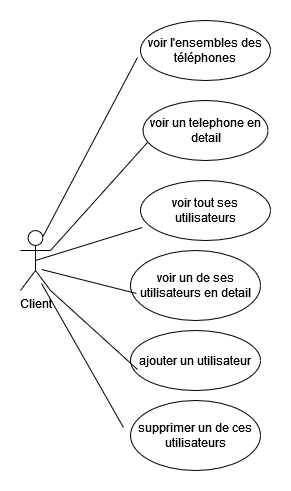 voir l'ensembles des
téléphones
voir un telephone en
detail
voir tout ses
utilisateurs
voir un de ses
utilisateurs en detail
Client
ajouter un utilisateur
supprimer un de ces
utilisateurs